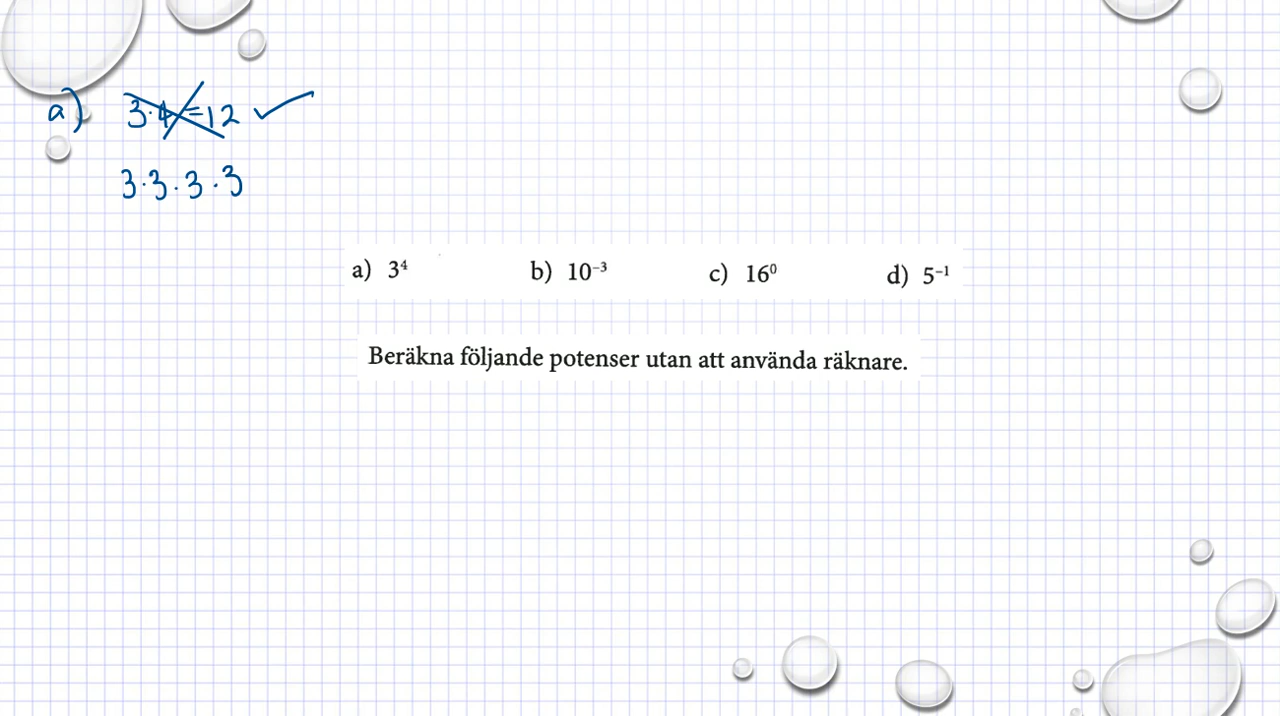 a) 3·4=12 ✓
3·3·3·3
a) 3⁴ b) 10⁻³ c) 16⁰ d) 5⁻¹
Beräkna följande potenser utan att använda räknare.